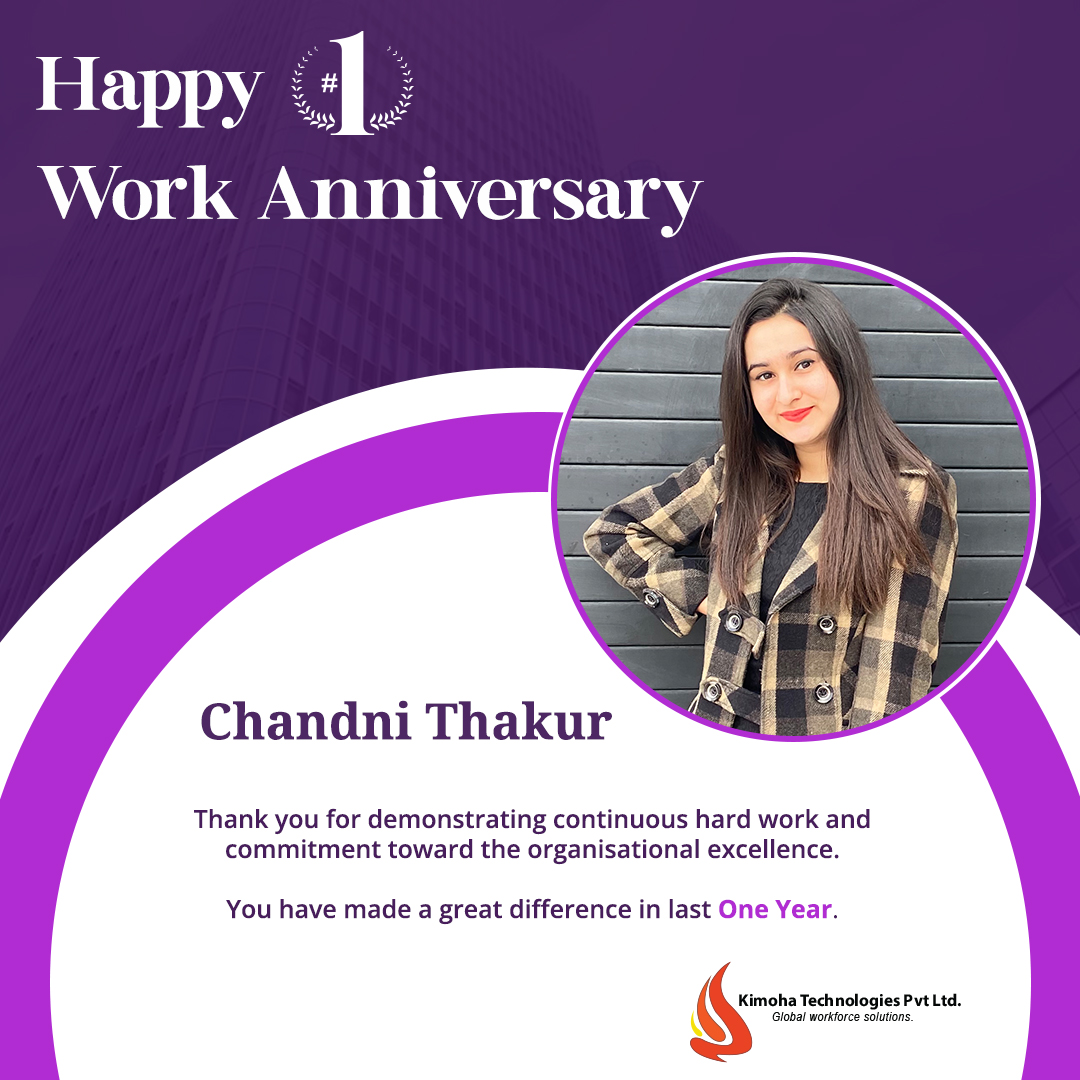 Happy #1
Work Anniversary
Chandni Thakur
Thank you for demonstrating continuous hard work and
commitment toward the organisational excellence.
You have made a great difference in last One Year.
Kimoha Technologies Pvt Ltd.
Global workforce solutions.